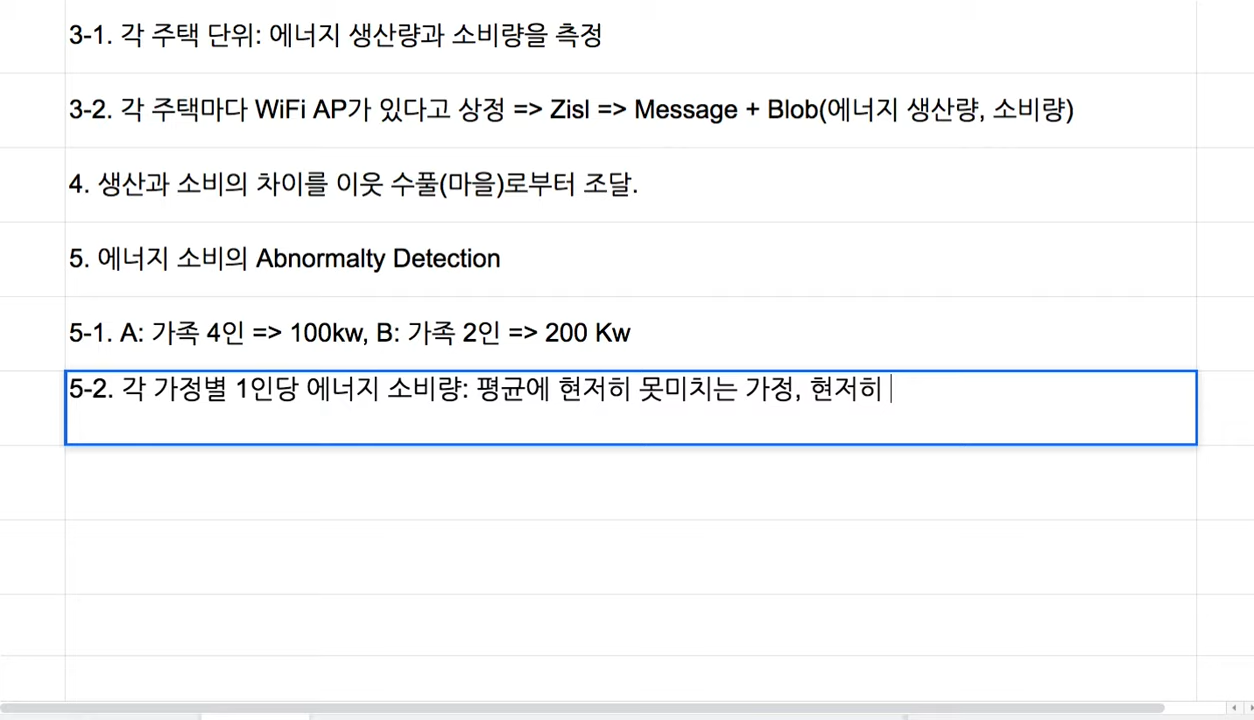 3-1. 각 주택 단위: 에너지 생산량과 소비량을 측정
3-2. 각 주택마다 WiFi AP가 있다고 상정 => Zisl => Message + Blob(에너지 생산량, 소비량)
4. 생산과 소비의 차이를 이웃 수풀(마을)로부터 조달.
5. 에너지 소비의 Abnormalty Detection
5-1. A: 가족 4인 => 100kw, B: 가족 2인 => 200 Kw
5-2. 각 가정별 1인당 에너지 소비량: 평균에 현저히 못미치는 가정, 현저히